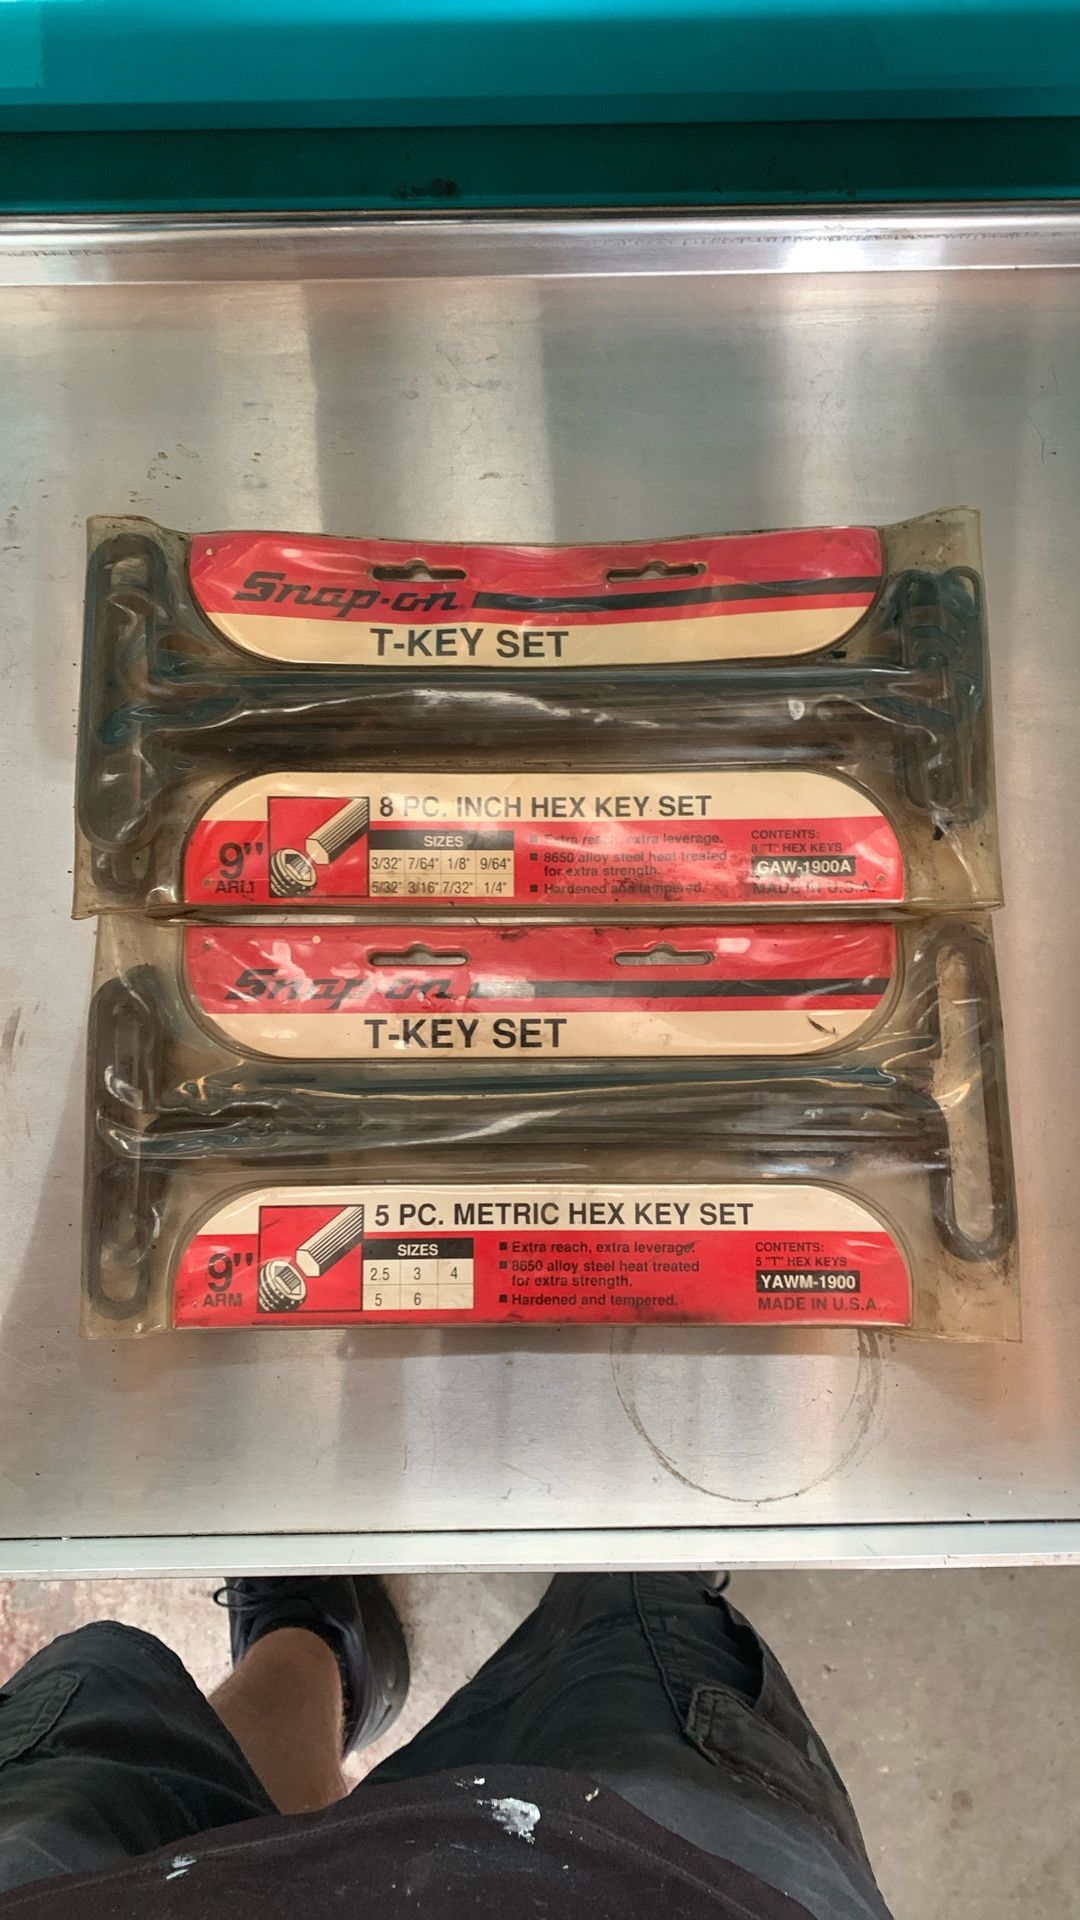 Snap-on
T-KEY SET
8 PC. INCH HEX KEY SET
9"
ARM
SIZES
3/32" 7/64" 1/8" 9/64"
5/32" 3/16" 7/32" 1/4"
Extra reach, extra leverage.
8650 alloy steel heat treated
for extra strength.
Hardened and tempered.
CONTENTS:
8 "T" HEX KEYS
GAW-1900A
MADE IN U.S.A.
Snap-on
T-KEY SET
5 PC. METRIC HEX KEY SET
9"
ARM
SIZES
2.5 3 4
5 6
Extra reach, extra leverage.
8650 alloy steel heat treated
for extra strength.
Hardened and tempered.
CONTENTS:
5 "T" HEX KEYS
YAWM-1900
MADE IN U.S.A.